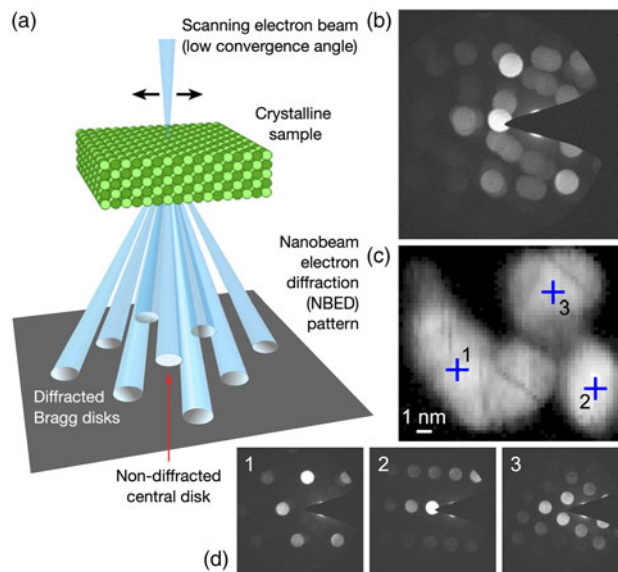 (a)
Scanning electron beam
(low convergence angle)
Crystalline
sample
Nanobeam
electron
diffraction
(NBED)
pattern
Diffracted
Bragg disks
Non-diffracted
central disk
(b)
(c)
3
1
2
1 nm
1
2
3
(d)